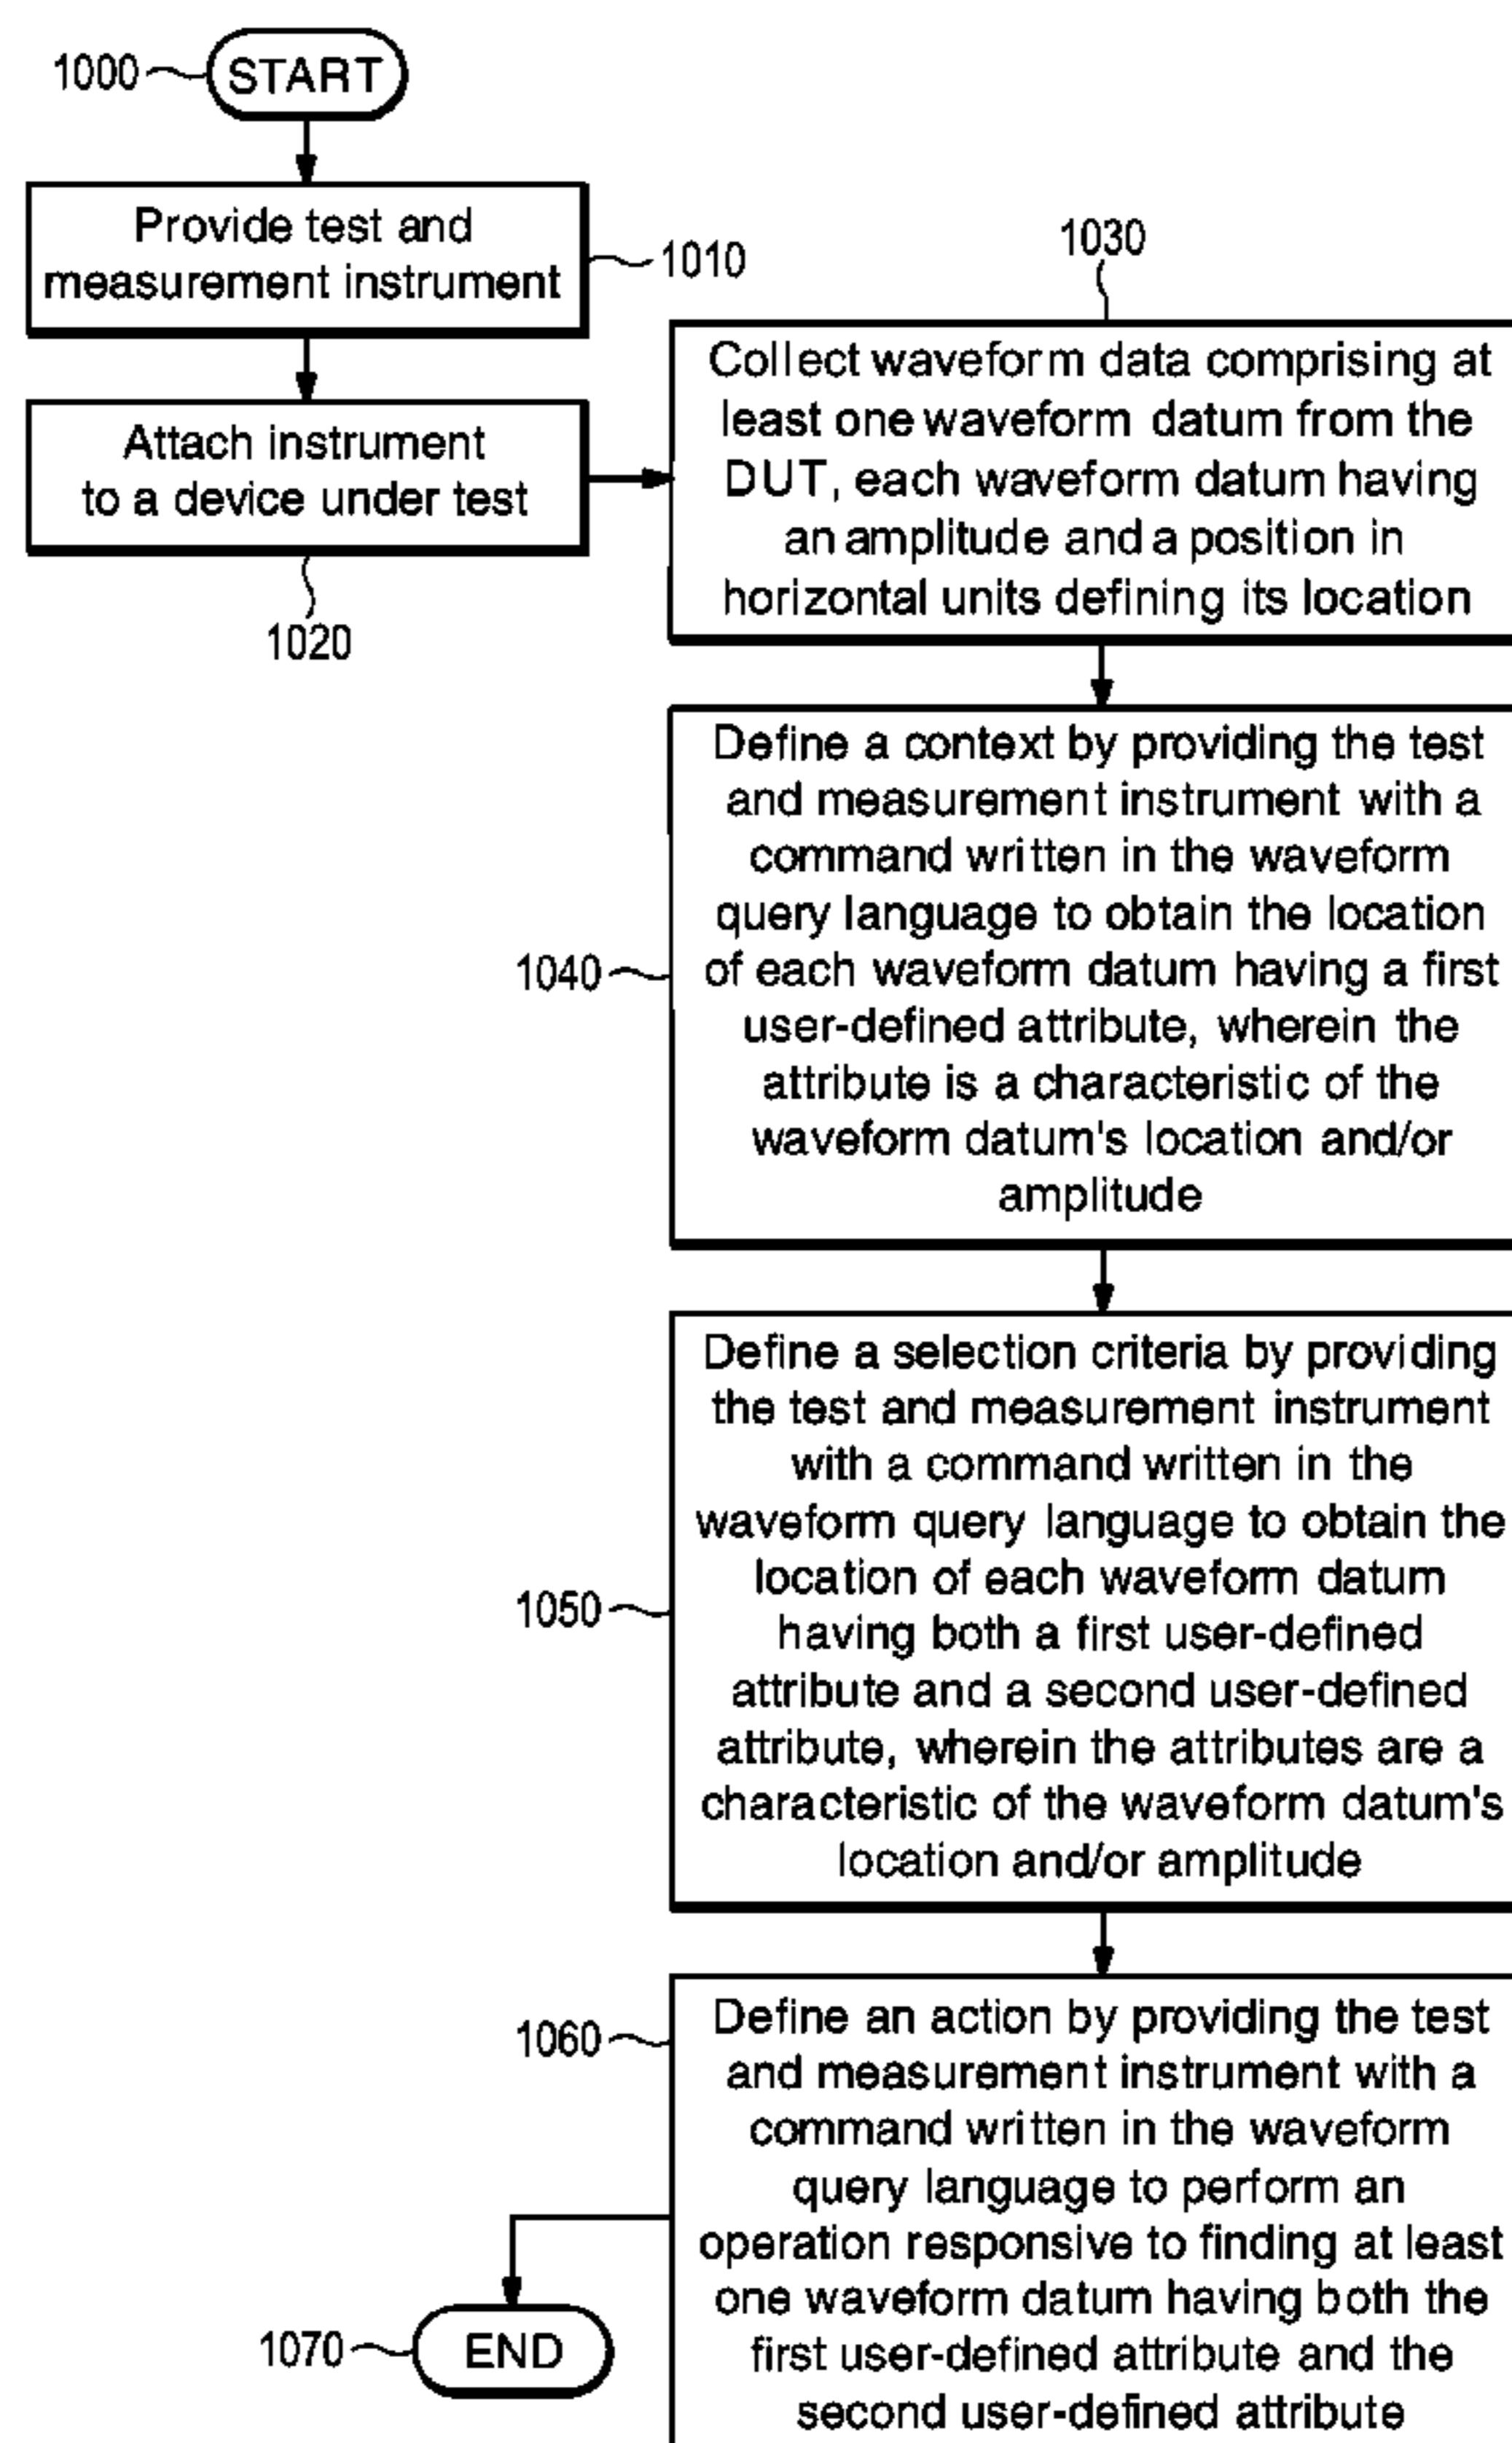 1000
START
Provide test and
measurement instrument
1010
Attach instrument
to a device under test
1020
1030
Collect waveform data comprising at
least one waveform datum from the
DUT, each waveform datum having
an amplitude and a position in
horizontal units defining its location
1040
Define a context by providing the test
and measurement instrument with a
command written in the waveform
query language to obtain the location
of each waveform datum having a first
user-defined attribute, wherein the
attribute is a characteristic of the
waveform datum's location and/or
amplitude
1050
Define a selection criteria by providing
the test and measurement instrument
with a command written in the
waveform query language to obtain the
location of each waveform datum
having both a first user-defined
attribute and a second user-defined
attribute, wherein the attributes are a
characteristic of the waveform datum's
location and/or amplitude
1060
Define an action by providing the test
and measurement instrument with a
command written in the waveform
query language to perform an
operation responsive to finding at least
one waveform datum having both the
first user-defined attribute and the
second user-defined attribute
1070
END